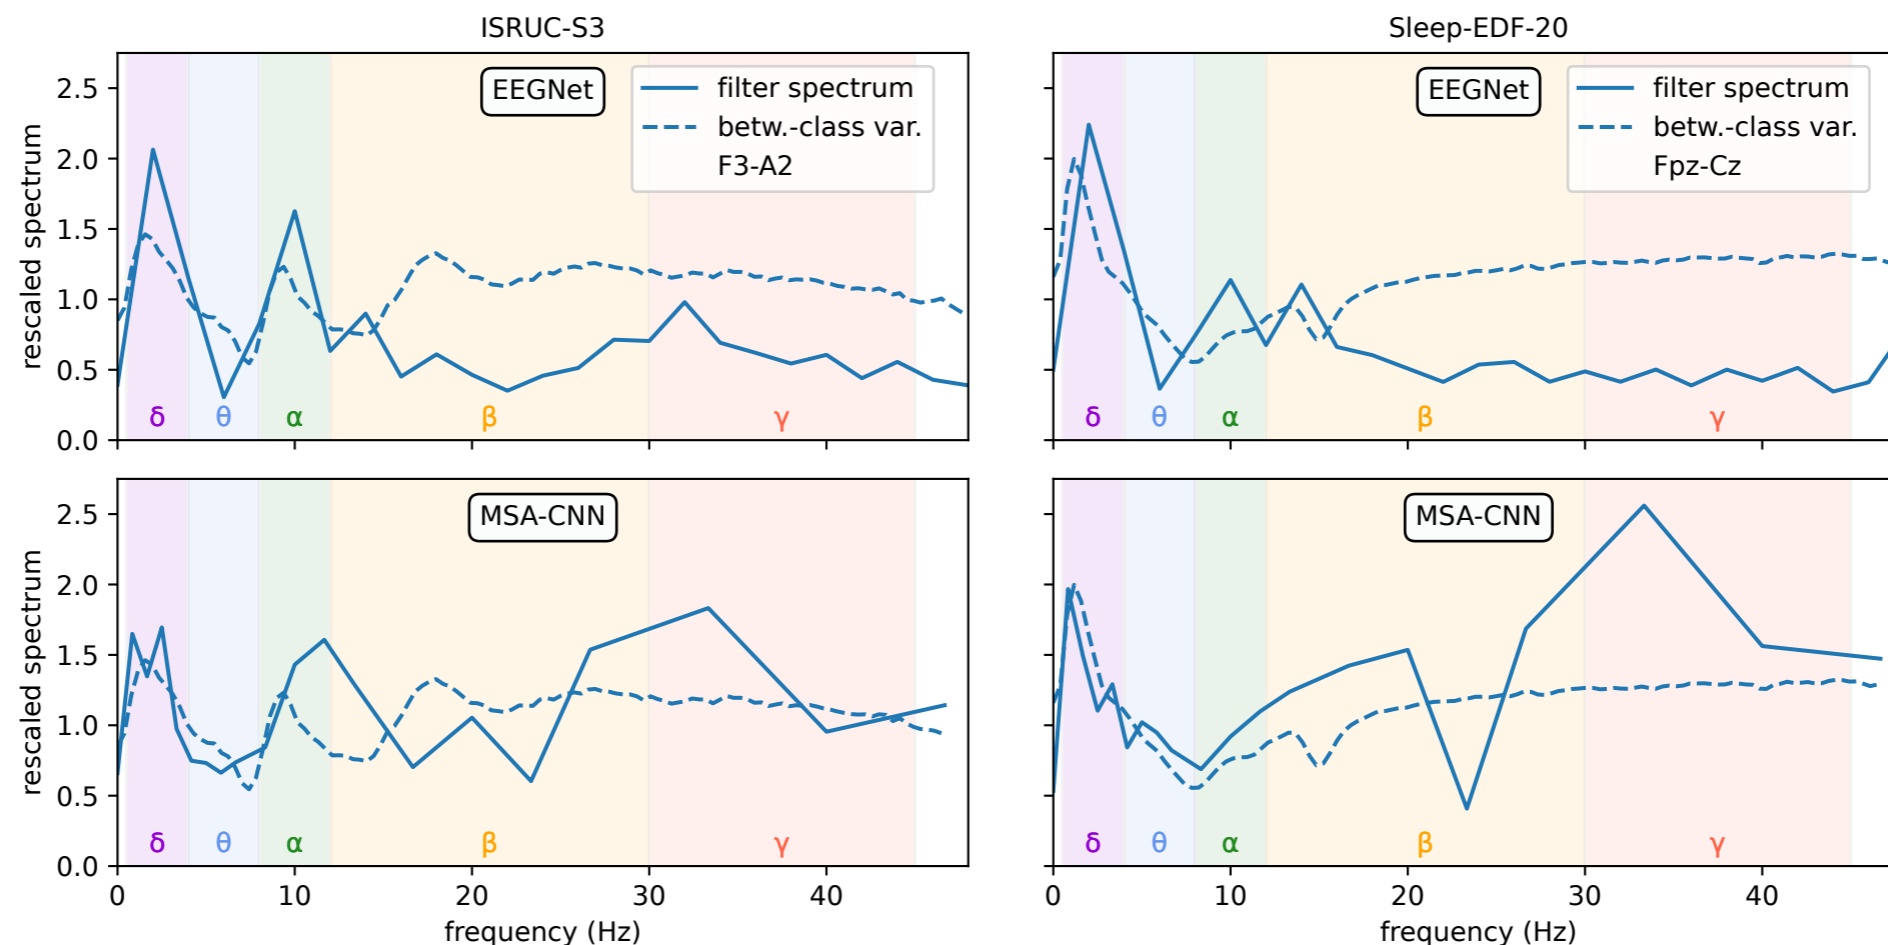 ISRUC-S3
Sleep-EDF-20
EEGNet
filter spectrum
betw.-class var.
F3-A2
rescaled spectrum
2.5
2.0
1.5
1.0
0.5
0.0
δ θ α β γ
EEGNet
filter spectrum
betw.-class var.
Fpz-Cz
δ θ α β γ
MSA-CNN
rescaled spectrum
2.5
2.0
1.5
1.0
0.5
0.0
δ θ α β γ
0 10 20 30 40
frequency (Hz)
MSA-CNN
δ θ α β γ
0 10 20 30 40
frequency (Hz)